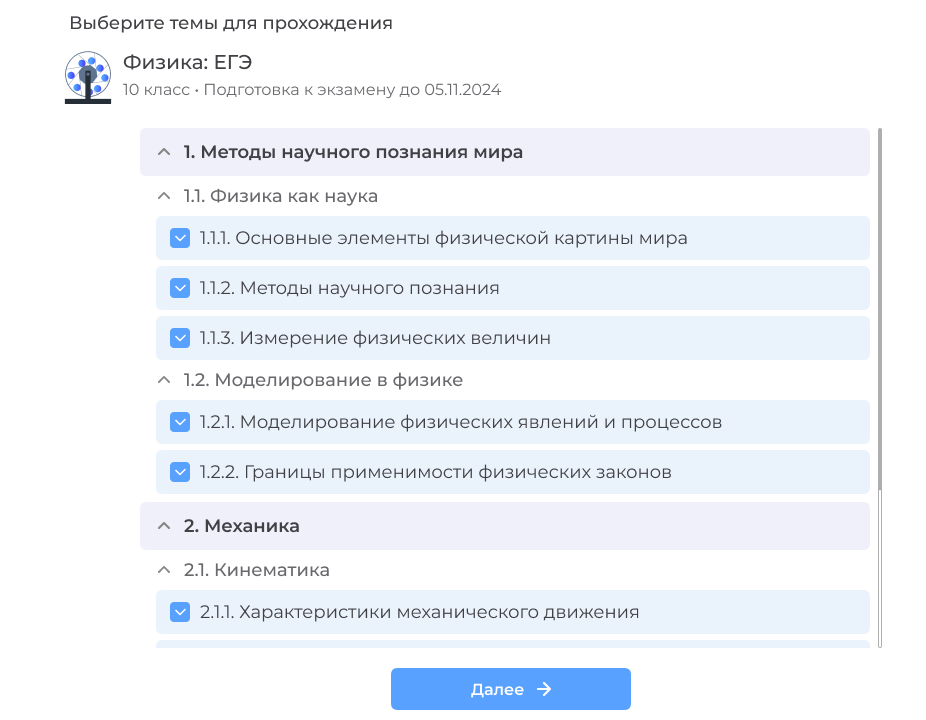 Выберите темы для прохождения
Физика: ЕГЭ
10 класс • Подготовка к экзамену до 05.11.2024
1. Методы научного познания мира
1.1. Физика как наука
1.1.1. Основные элементы физической картины мира
1.1.2. Методы научного познания
1.1.3. Измерение физических величин
1.2. Моделирование в физике
1.2.1. Моделирование физических явлений и процессов
1.2.2. Границы применимости физических законов
2. Механика
2.1. Кинематика
2.1.1. Характеристики механического движения
Далее →